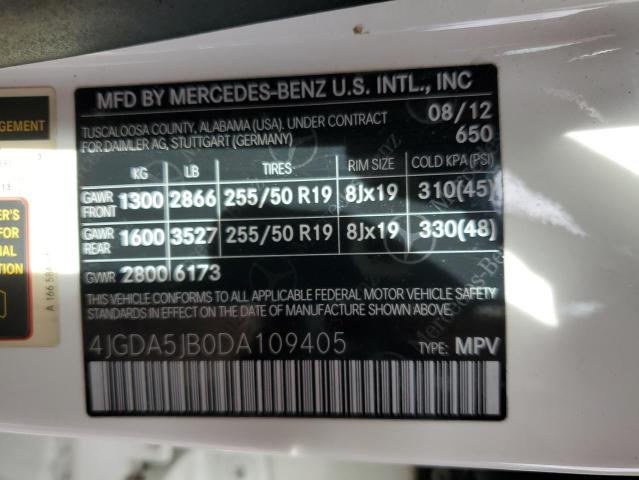 MFD BY MERCEDES-BENZ U.S. INTL., INC
TUSCALOOSA COUNTY, ALABAMA (USA). UNDER CONTRACT 08/12
FOR DAIMLER AG, STUTTGART (GERMANY) 650
KG LB TIRES RIM SIZE COLD KPA (PSI)
GAWR FRONT 1300 2866 255/50 R19 8Jx19 310(45)
GAWR REAR 1600 3527 255/50 R19 8Jx19 330(48)
GVWR 2800 6173
THIS VEHICLE CONFORMS TO ALL APPLICABLE FEDERAL MOTOR VEHICLE SAFETY
STANDARDS IN EFFECT ON THE DATE OF MANUFACTURE SHOWN ABOVE.
4JGDA5JB0DA109405 TYPE: MPV
Mercedes-Benz
GEMENT
FOR
A 166